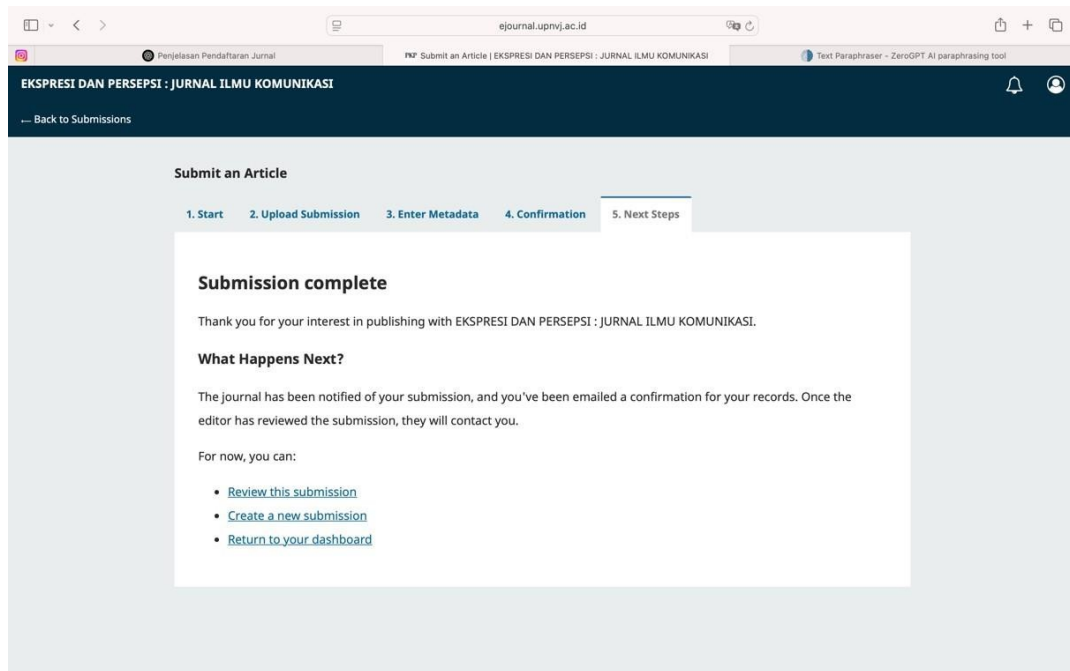 ejournal.upnvj.ac.id
Penjelasan Pendaftaran Jurnal
PKP Submit an Article | EKSPRESI DAN PERSEPSI : JURNAL ILMU KOMUNIKASI
Text Paraphraser - ZeroGPT AI paraphrasing tool
EKSPRESI DAN PERSEPSI : JURNAL ILMU KOMUNIKASI
← Back to Submissions
Submit an Article
1. Start 2. Upload Submission 3. Enter Metadata 4. Confirmation 5. Next Steps
Submission complete
Thank you for your interest in publishing with EKSPRESI DAN PERSEPSI : JURNAL ILMU KOMUNIKASI.
What Happens Next?
The journal has been notified of your submission, and you've been emailed a confirmation for your records. Once the
editor has reviewed the submission, they will contact you.
For now, you can:
• Review this submission
• Create a new submission
• Return to your dashboard